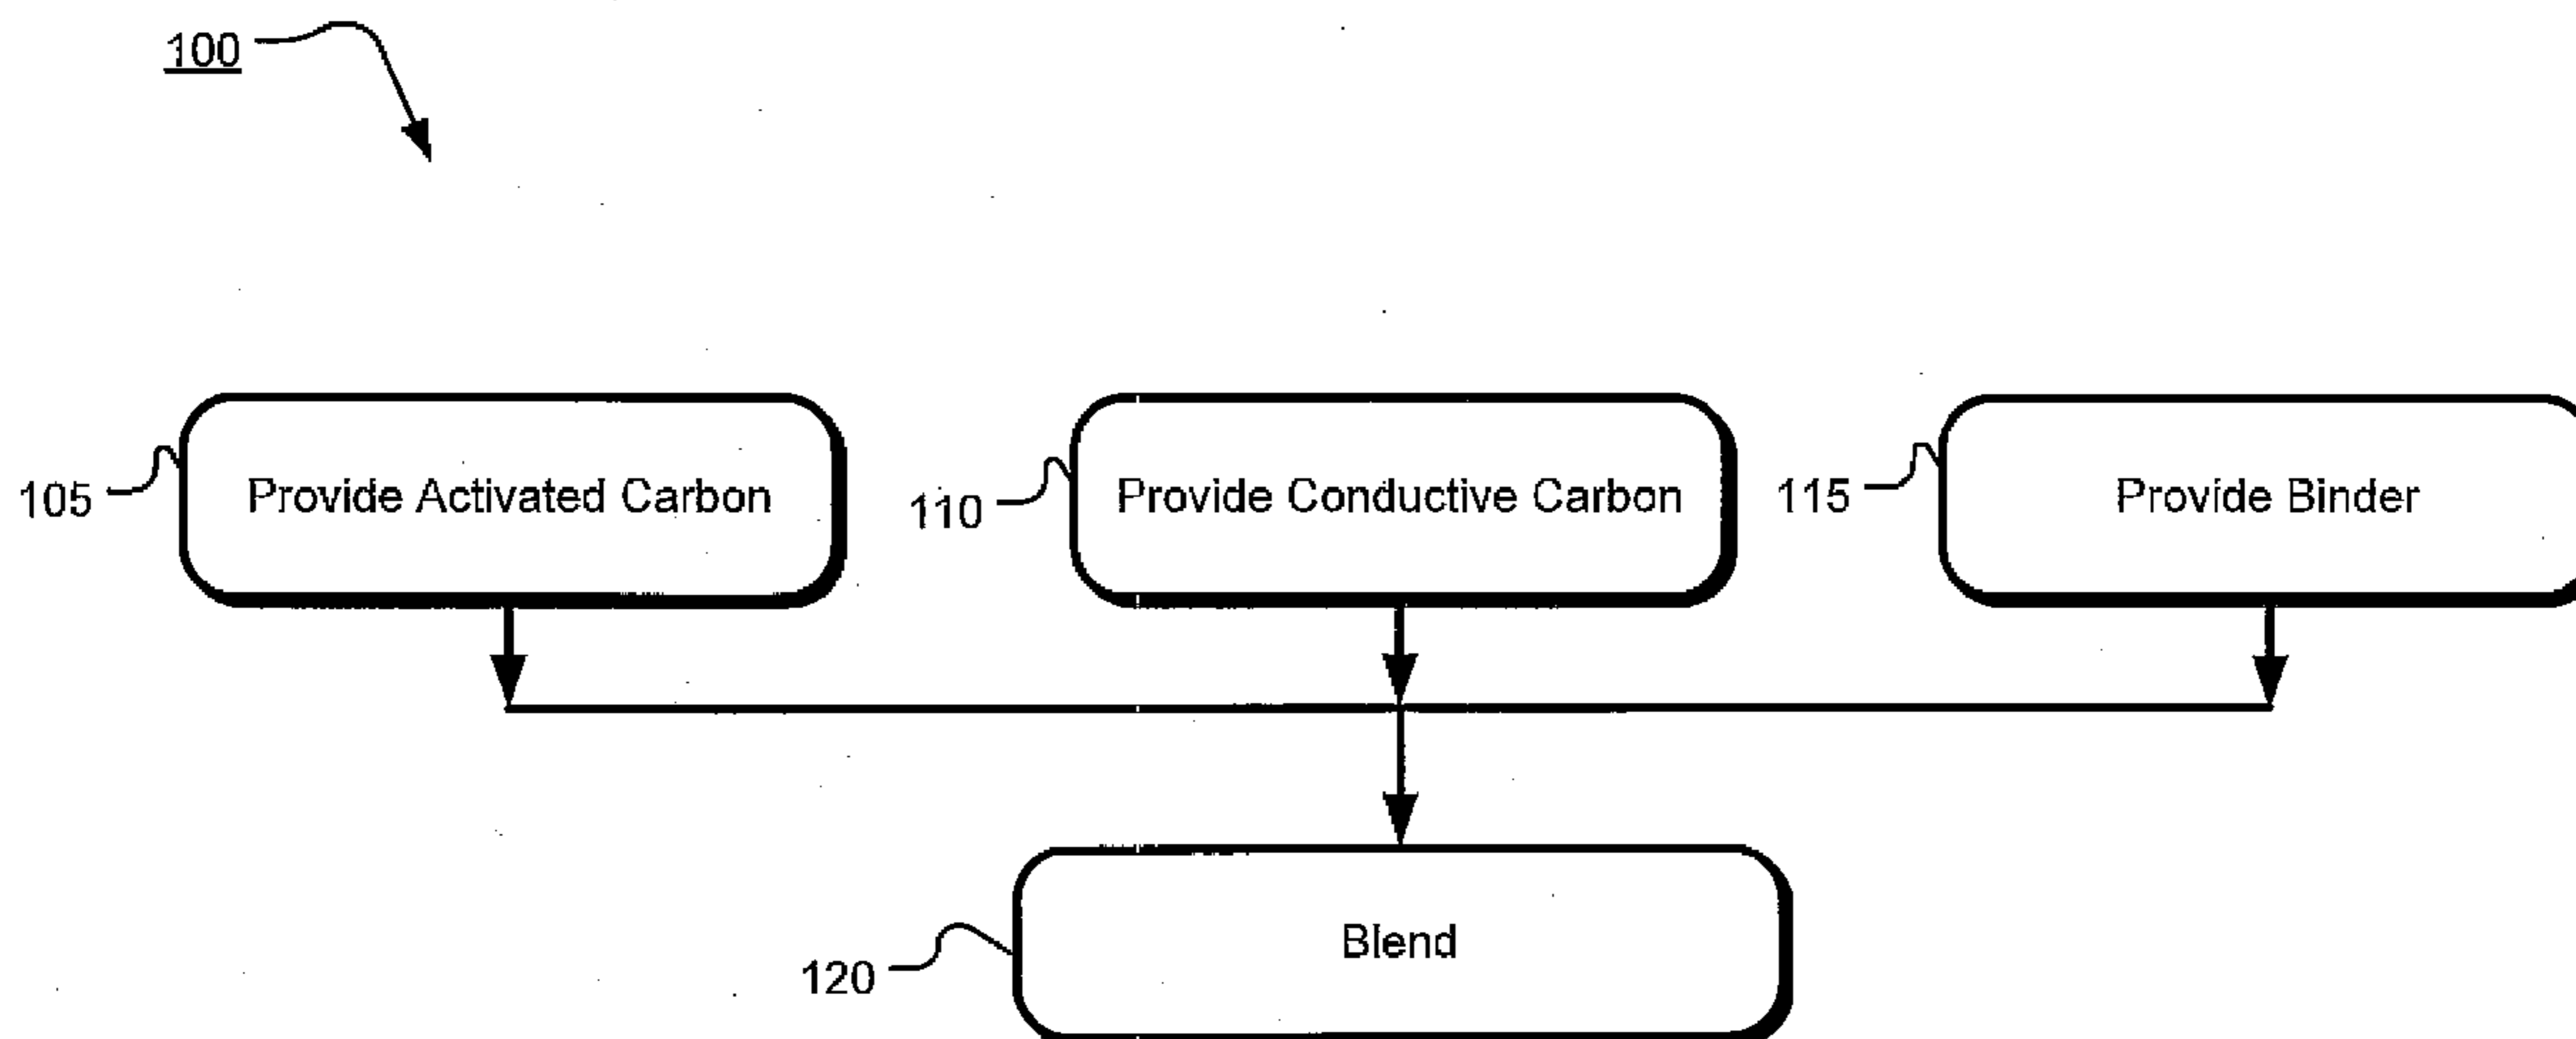 100
105 Provide Activated Carbon
110 Provide Conductive Carbon
115 Provide Binder
120 Blend